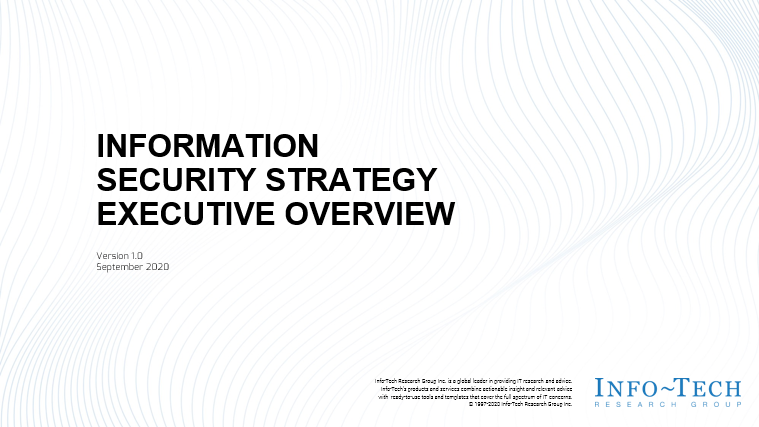 INFORMATION
SECURITY STRATEGY
EXECUTIVE OVERVIEW
Version 1.0
September 2020
Info-Tech Research Group Inc. is a global leader in providing IT research and advice.
Info-Tech's products and services combine actionable insight and relevant advice
with ready-to-use tools and templates that cover the full spectrum of IT concerns.
© 1997-2020 Info-Tech Research Group Inc.
INFO~TECH
RESEARCH GROUP